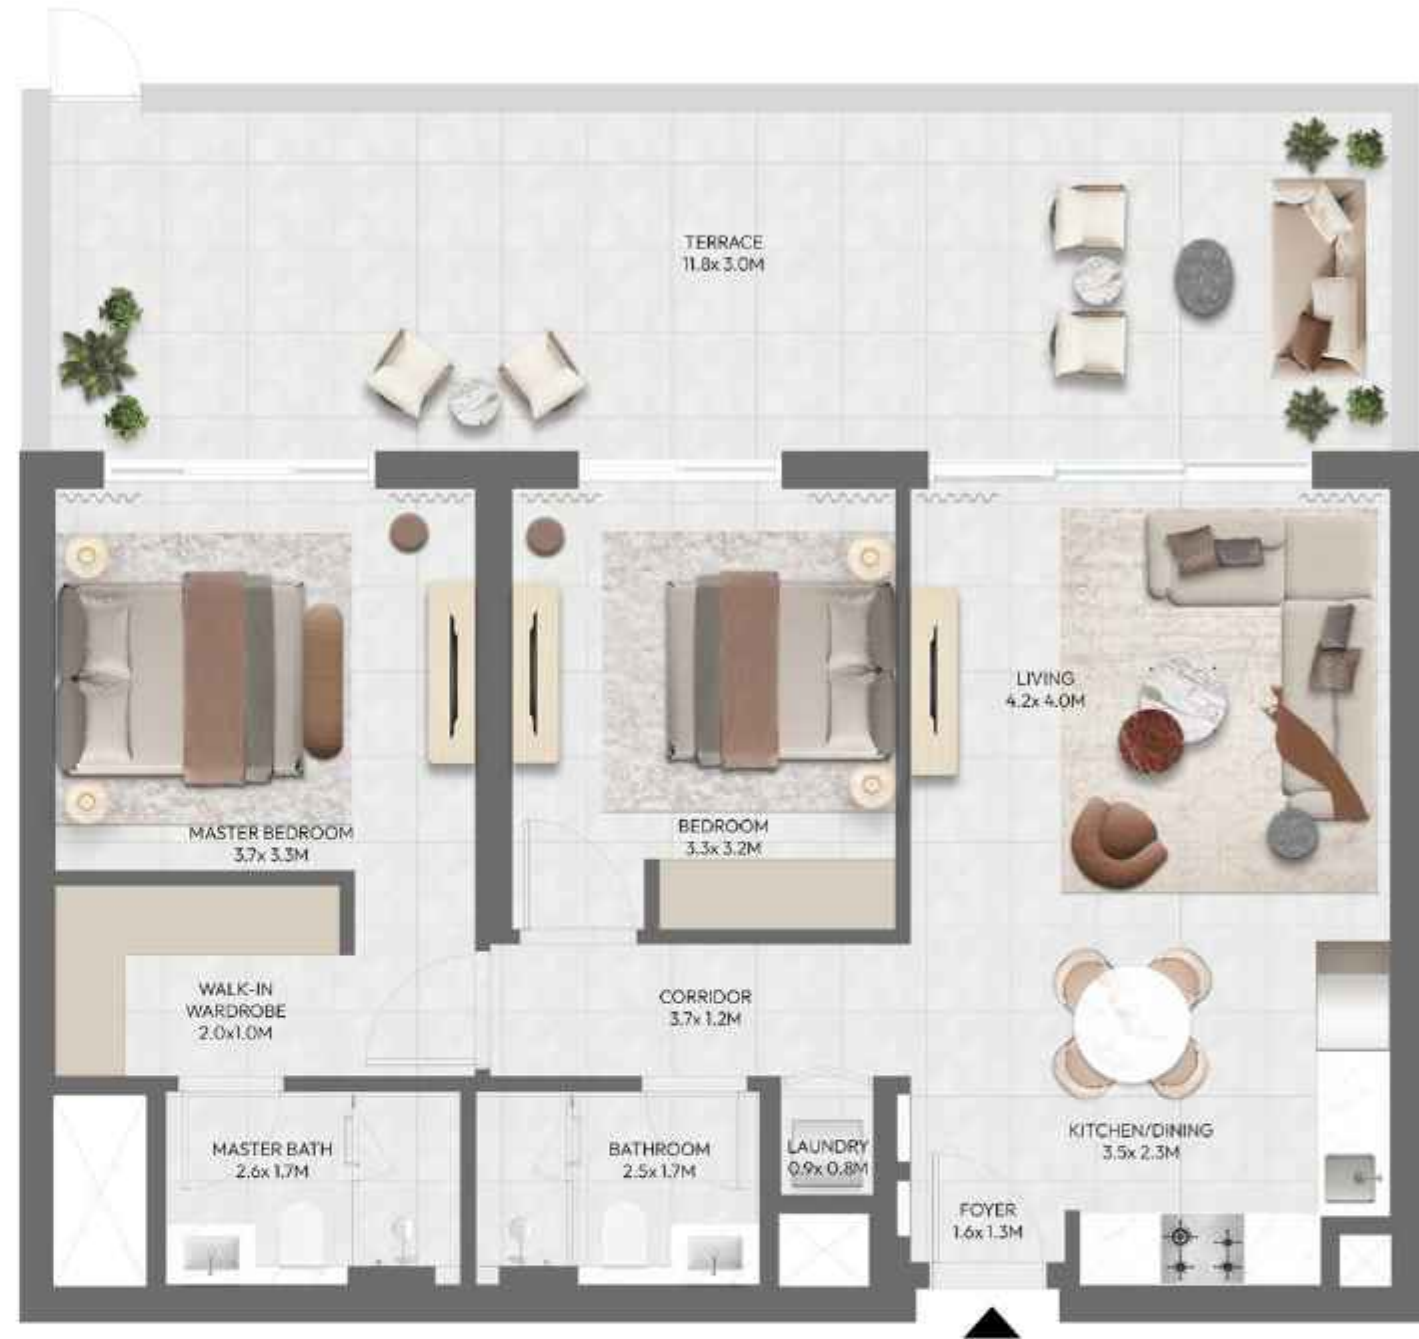 TERRACE
11.8x 3.0M
LIVING
4.2x 4.0M
MASTER BEDROOM
3.7x 3.3M
BEDROOM
3.3x 3.2M
WALK-IN
WARDROBE
2.0x1.0M
CORRIDOR
3.7x 1.2M
MASTER BATH
2.6x 1.7M
BATHROOM
2.5x 1.7M
LAUNDRY
0.9x 0.8M
KITCHEN/DINING
3.5x 2.3M
FOYER
1.6x 1.3M